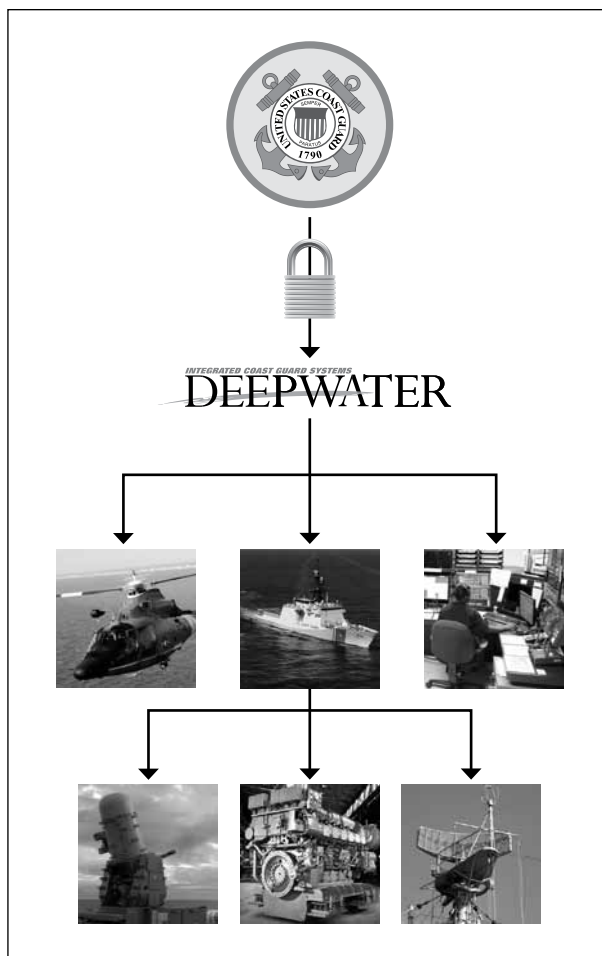 UNITED STATES COAST GUARD
SEMPER
PARATUS
1790
INTEGRATED COAST GUARD SYSTEMS
DEEPWATER